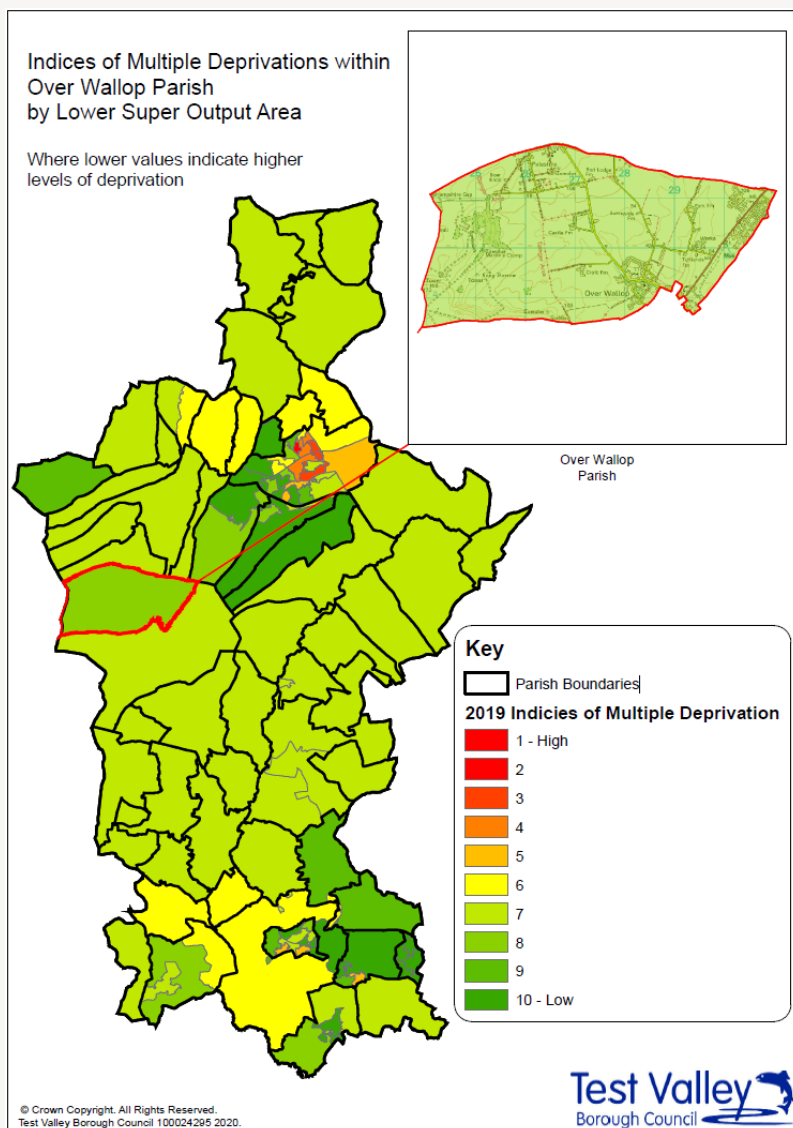 Indices of Multiple Deprivations within
Over Wallop Parish
by Lower Super Output Area
Where lower values indicate higher
levels of deprivation
Over Wallop
Over Wallop
Parish
Key
Parish Boundaries
2019 Indicies of Multiple Deprivation
1 - High
2
3
4
5
6
7
8
9
10 - Low
Test Valley
Borough Council
© Crown Copyright. All Rights Reserved.
Test Valley Borough Council 100024295 2020.